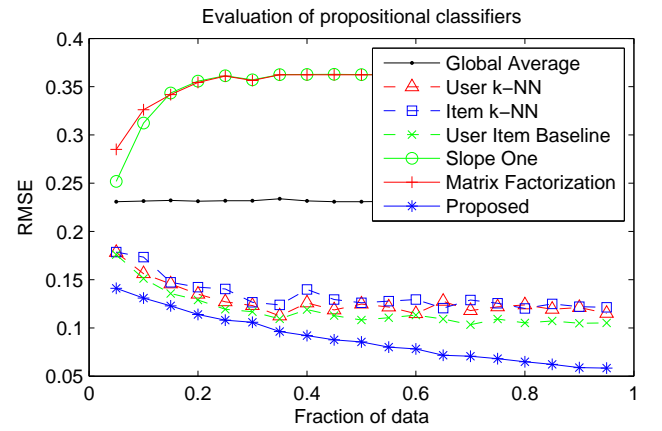 Evaluation of propositional classifiers
0.4
0.35
0.3
0.25
0.2
0.15
0.1
0.05
RMSE
Global Average
User k−NN
Item k−NN
User Item Baseline
Slope One
Matrix Factorization
Proposed
0
0.2
0.4
0.6
0.8
1
Fraction of data